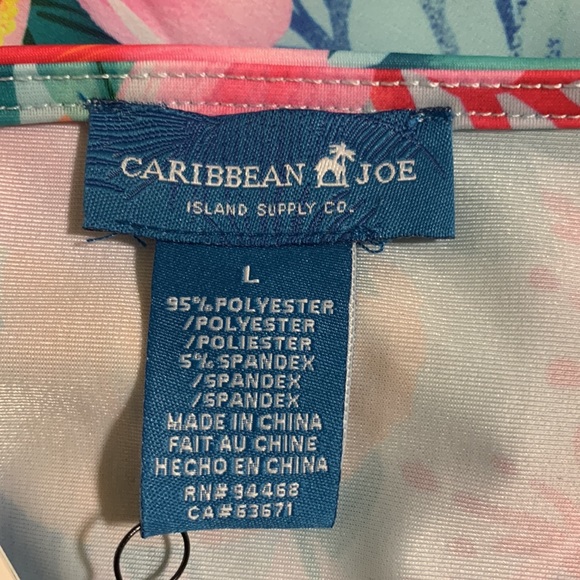 CARIBBEAN JOE
ISLAND SUPPLY CO.
L
95% POLYESTER
/POLYESTER
/POLIESTER
5% SPANDEX
/SPANDEX
/SPANDEX
MADE IN CHINA
FAIT AU CHINE
HECHO EN CHINA
RN# 94468
CA# 63671